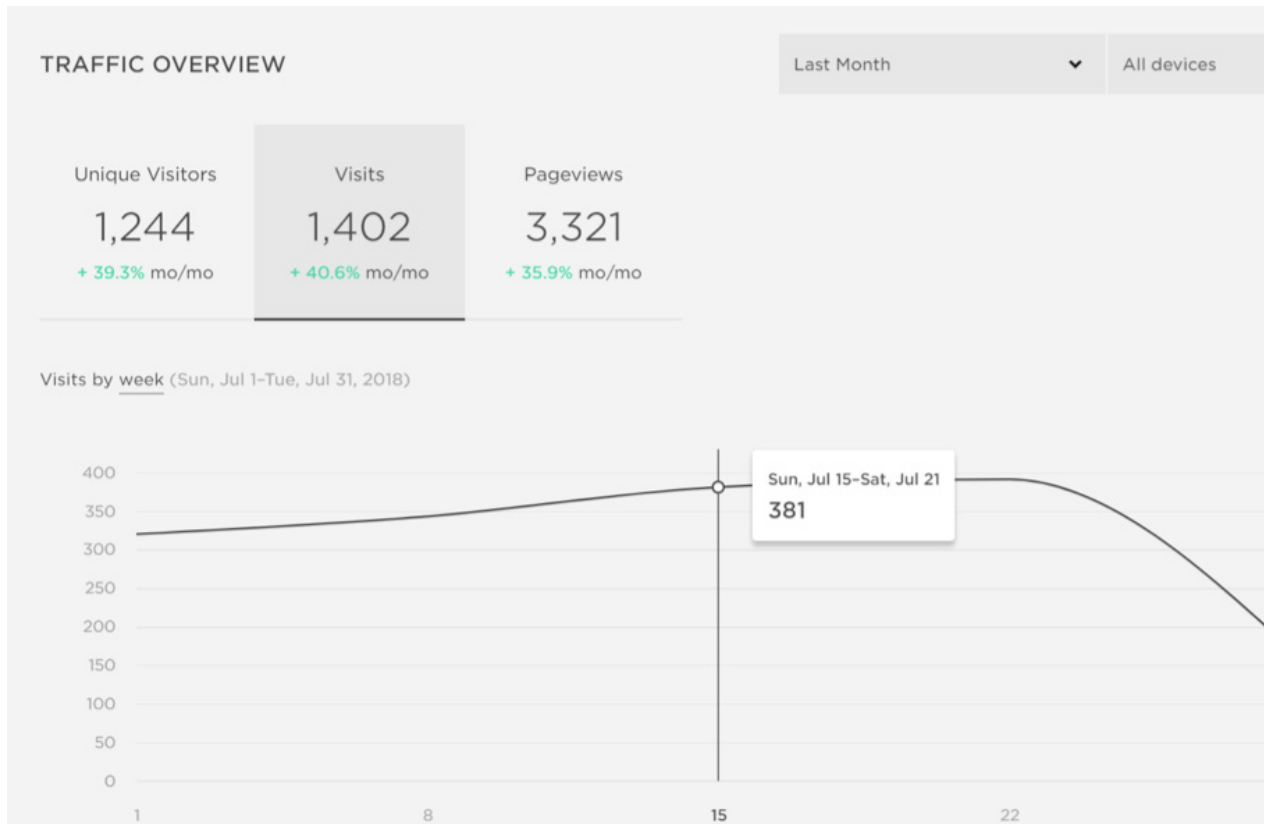 TRAFFIC OVERVIEW
Last Month
All devices
Unique Visitors
1,244
+ 39.3% mo/mo
Visits
1,402
+ 40.6% mo/mo
Pageviews
3,321
+ 35.9% mo/mo
Visits by week (Sun, Jul 1–Tue, Jul 31, 2018)
400
350
300
250
200
150
100
50
0
Sun, Jul 15–Sat, Jul 21
381
1 8 15 22